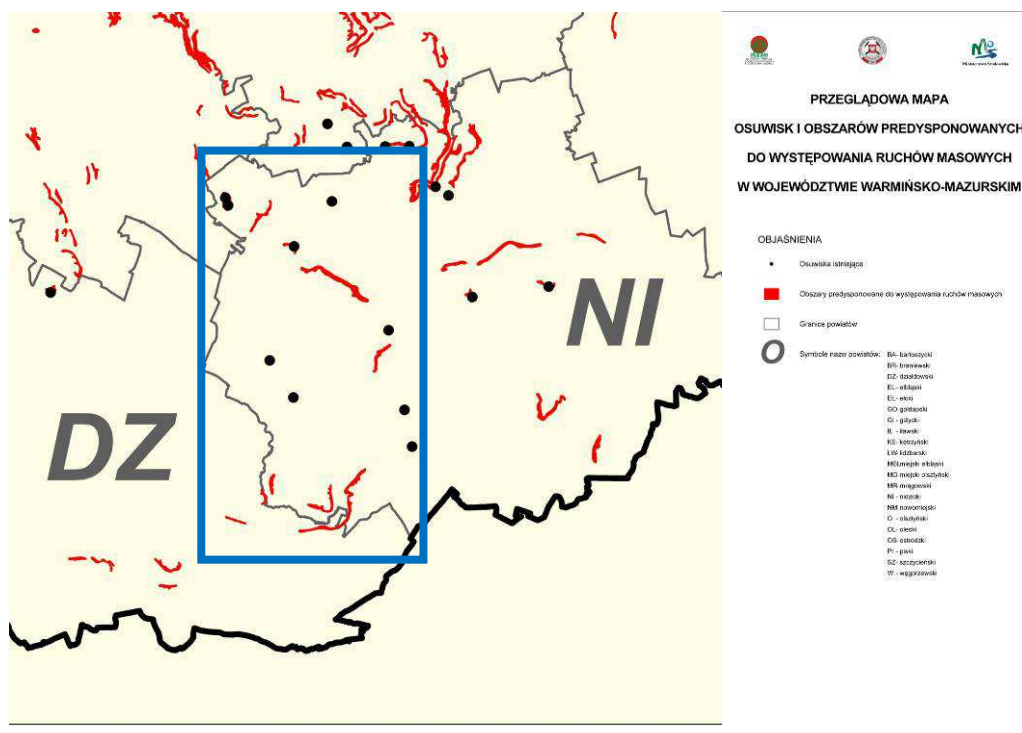 DZ
NI
Ministerstwo Środowiska
PRZEGLĄDOWA MAPA
OSUWISK I OBSZARÓW PREDYSPONOWANYCH
DO WYSTĘPOWANIA RUCHÓW MASOWYCH
W WOJEWÓDZTWIE WARMIŃSKO-MAZURSKIM
OBJAŚNIENIA
Osuwiska istniejące
Obszary predysponowane do występowania ruchów masowych
Granice powiatów
O Symbole nazw powiatów:
BA- bartoszycki
BR- braniewski
DZ- działdowski
EL - elbląski
EŁ - ełcki
GO gołdapski
GI - giżycki
IŁ - iławski
KE- kętrzyński
LW- lidzbarski
MEL- miejski elbląski
MO- miejski olsztyński
MR- mrągowski
NI - nidzicki
NM- nowomiejski
O - olsztyński
OL - olecki
OS- ostródzki
PI - piski
SZ- szczycieński
W - węgorzewski